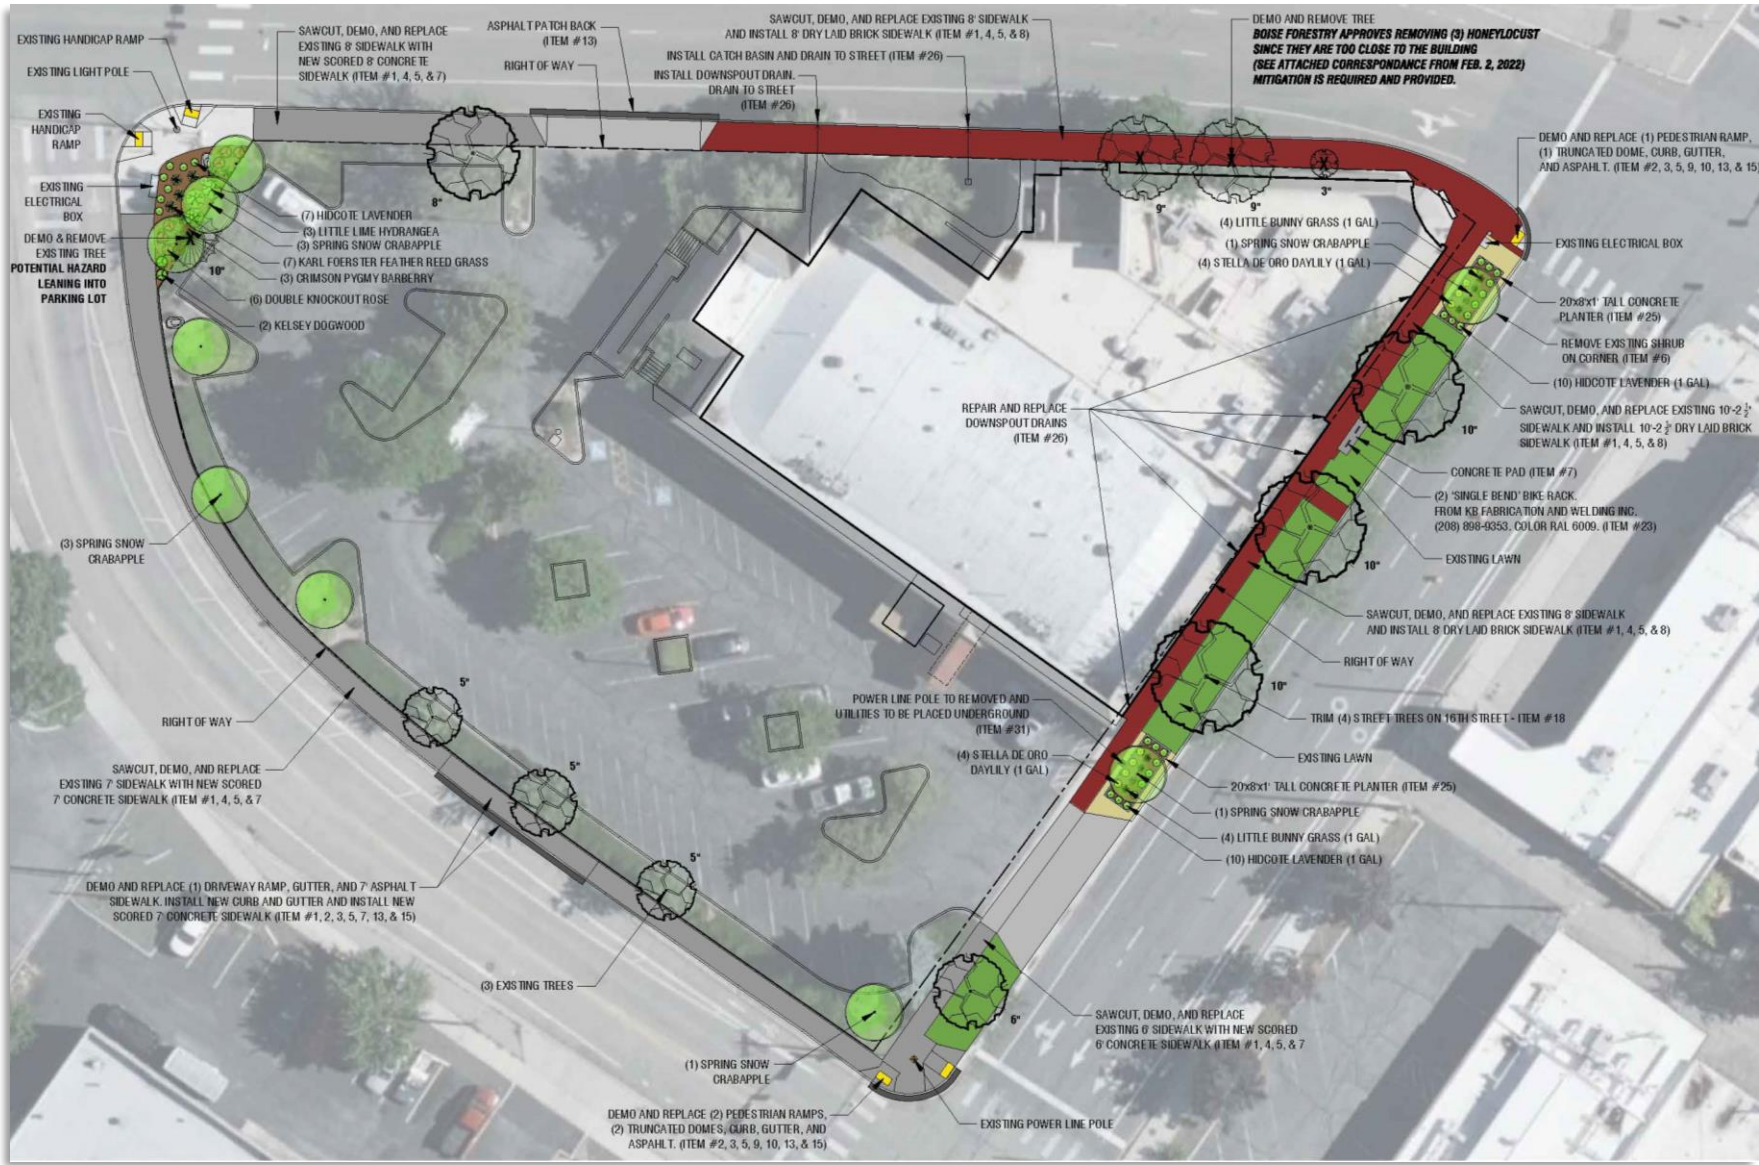 EXISTING HANDICAP RAMP
EXISTING LIGHT POLE
EXISTING
HANDICAP
RAMP
EXISTING
ELECTRICAL
BOX
DEMO & REMOVE
EXISTING TREE
POTENTIAL HAZARD
LEANING INTO
PARKING LOT
SAWCUT, DEMO, AND REPLACE
EXISTING 8' SIDEWALK WITH
NEW SCORED 8' CONCRETE
SIDEWALK (ITEM #1, 4, 5, & 7)
ASPHALT PATCH BACK
(ITEM #13)
RIGHT OF WAY
SAWCUT, DEMO, AND REPLACE EXISTING 8' SIDEWALK
AND INSTALL 8' DRY LAID BRICK SIDEWALK (ITEM #1, 4, 5, & 8)
INSTALL CATCH BASIN AND DRAIN TO STREET (ITEM #26)
INSTALL DOWNSPOUT DRAIN.
DRAIN TO STREET
(ITEM #26)
DEMO AND REMOVE TREE
BOISE FORESTRY APPROVES REMOVING (3) HONEYLOCUST
SINCE THEY ARE TOO CLOSE TO THE BUILDING
(SEE ATTACHED CORRESPONDANCE FROM FEB. 2, 2022)
MITIGATION IS REQUIRED AND PROVIDED.
DEMO AND REPLACE (1) PEDESTRIAN RAMP,
(1) TRUNCATED DOME, CURB, GUTTER,
AND ASPAHLT. (ITEM #2, 3, 5, 9, 10, 13, & 15)
8"
9"
9"
3"
10"
(7) HIDCOTE LAVENDER
(3) LITTLE LIME HYDRANGEA
(3) SPRING SNOW CRABAPPLE
(7) KARL FOERSTER FEATHER REED GRASS
(3) CRIMSON PYGMY BARBERRY
(6) DOUBLE KNOCKOUT ROSE
(2) KELSEY DOGWOOD
(4) LITTLE BUNNY GRASS (1 GAL)
(1) SPRING SNOW CRABAPPLE
(4) STELLA DE ORO DAYLILY (1 GAL)
EXISTING ELECTRICAL BOX
20'x8'x1' TALL CONCRETE
PLANTER (ITEM #25)
REMOVE EXISTING SHRUB
ON CORNER (ITEM #6)
(10) HIDCOTE LAVENDER (1 GAL)
SAWCUT, DEMO, AND REPLACE EXISTING 10'-2 1/2"
SIDEWALK AND INSTALL 10'-2 1/2" DRY LAID BRICK
SIDEWALK (ITEM #1, 4, 5, & 8)
10"
CONCRETE PAD (ITEM #7)
(2) 'SINGLE BEND' BIKE RACK.
FROM KB FABRICATION AND WELDING INC.
(208) 898-9353. COLOR RAL 6009. (ITEM #23)
EXISTING LAWN
10"
REPAIR AND REPLACE
DOWNSPOUT DRAINS
(ITEM #26)
SAWCUT, DEMO, AND REPLACE EXISTING 8' SIDEWALK
AND INSTALL 8' DRY LAID BRICK SIDEWALK (ITEM #1, 4, 5, & 8)
RIGHT OF WAY
10"
TRIM (4) STREET TREES ON 16TH STREET - ITEM #18
EXISTING LAWN
20'x8'x1' TALL CONCRETE PLANTER (ITEM #25)
(1) SPRING SNOW CRABAPPLE
(4) LITTLE BUNNY GRASS (1 GAL)
(10) HIDCOTE LAVENDER (1 GAL)
POWER LINE POLE TO REMOVED AND
UTILITIES TO BE PLACED UNDERGROUND
(ITEM #31)
(4) STELLA DE ORO
DAYLILY (1 GAL)
(3) SPRING SNOW
CRABAPPLE
RIGHT OF WAY
5"
5"
5"
SAWCUT, DEMO, AND REPLACE
EXISTING 7' SIDEWALK WITH NEW SCORED
7' CONCRETE SIDEWALK (ITEM #1, 4, 5, & 7
DEMO AND REPLACE (1) DRIVEWAY RAMP, GUTTER, AND 7' ASPHALT
SIDEWALK. INSTALL NEW CURB AND GUTTER AND INSTALL NEW
SCORED 7' CONCRETE SIDEWALK (ITEM #1, 2, 3, 5, 7, 13, & 15)
(3) EXISTING TREES
6"
SAWCUT, DEMO, AND REPLACE
EXISTING 6' SIDEWALK WITH NEW SCORED
6' CONCRETE SIDEWALK (ITEM #1, 4, 5, & 7
(1) SPRING SNOW
CRABAPPLE
DEMO AND REPLACE (2) PEDESTRIAN RAMPS,
(2) TRUNCATED DOMES, CURB, GUTTER, AND
ASPAHLT. (ITEM #2, 3, 5, 9, 10, 13, & 15)
EXISTING POWER LINE POLE